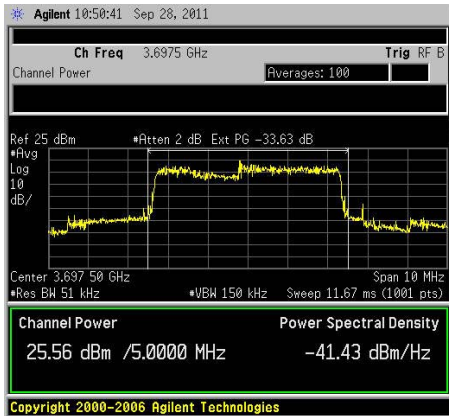 Agilent 10:50:41 Sep 28, 2011
Ch Freq 3.6975 GHz Trig RF B
Channel Power Averages: 100
Ref 25 dBm *Atten 2 dB Ext PG -33.63 dB
*Avg
Log
10
dB/
Center 3.697 50 GHz Span 10 MHz
*Res BW 51 kHz *VBW 150 kHz Sweep 11.67 ms (1001 pts)
Channel Power Power Spectral Density
25.56 dBm /5.0000 MHz -41.43 dBm/Hz
Copyright 2000-2006 Agilent Technologies